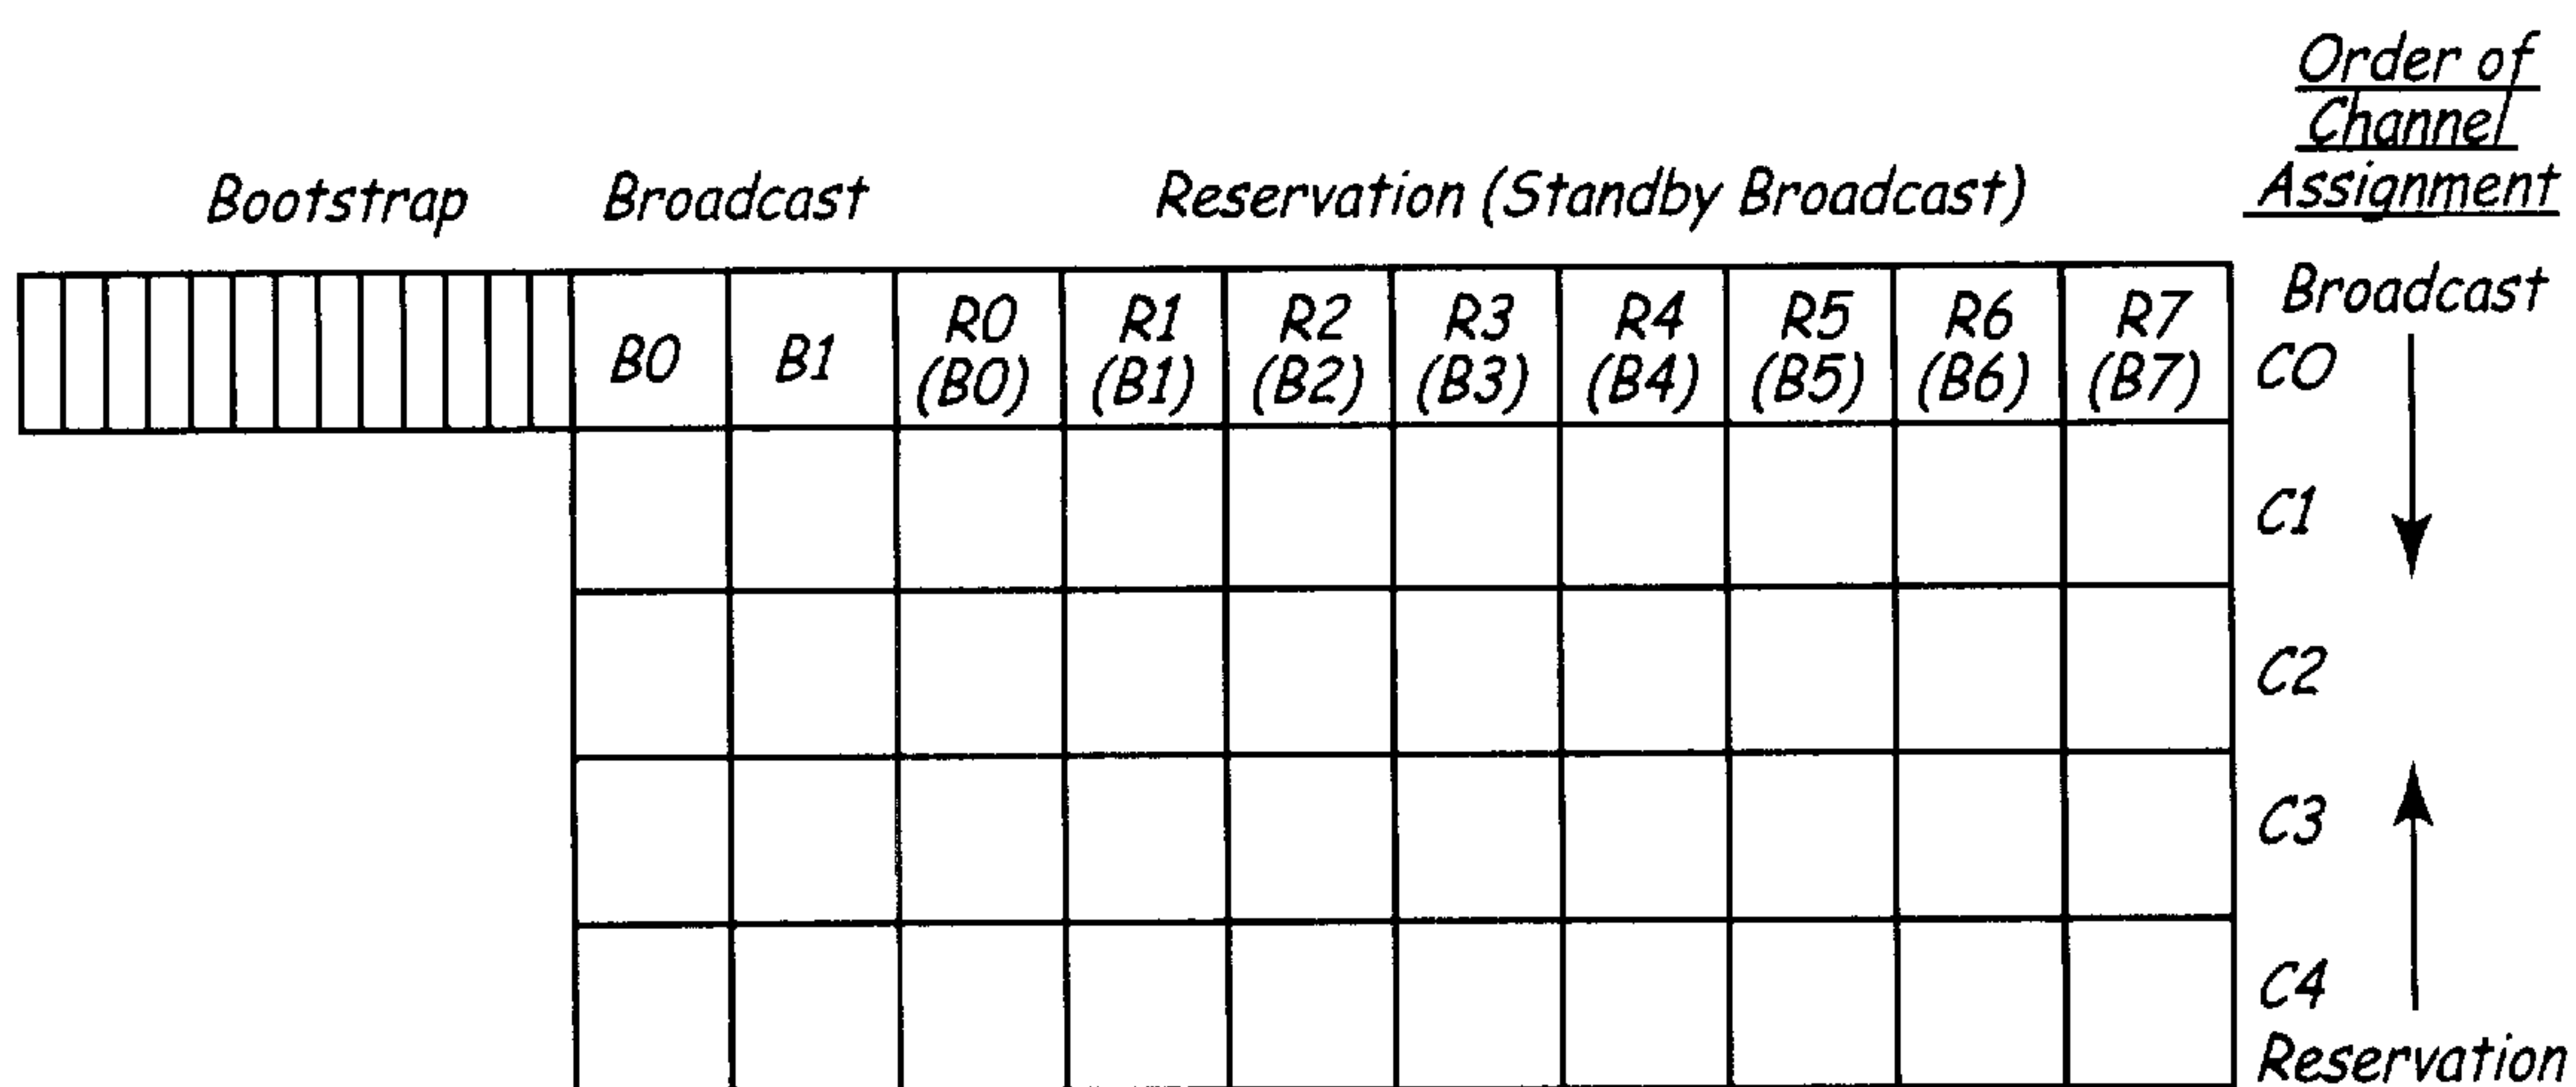 Order of
Channel
Assignment
Bootstrap Broadcast Reservation (Standby Broadcast)
Broadcast
B0 B1 R0 R1 R2 R3 R4 R5 R6 R7
(B0) (B1) (B2) (B3) (B4) (B5) (B6) (B7)
C0
C1
C2
C3
C4
Reservation